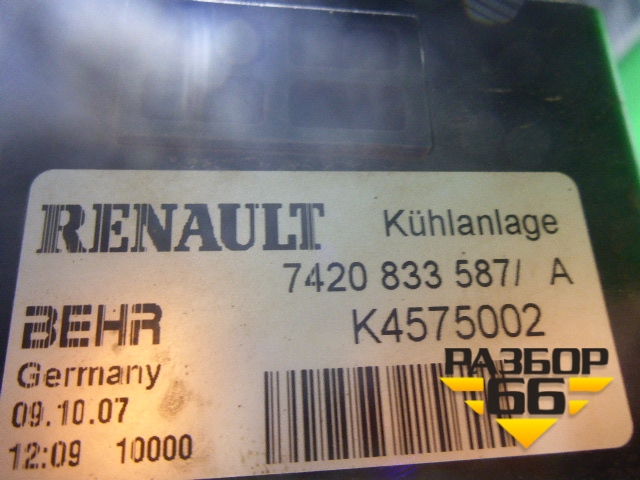 RENAULT Kühlanlage
7420 833 587/ A
BEHR K4575002
Germany
09.10.07
12:09 10000
РАЗБОР
66